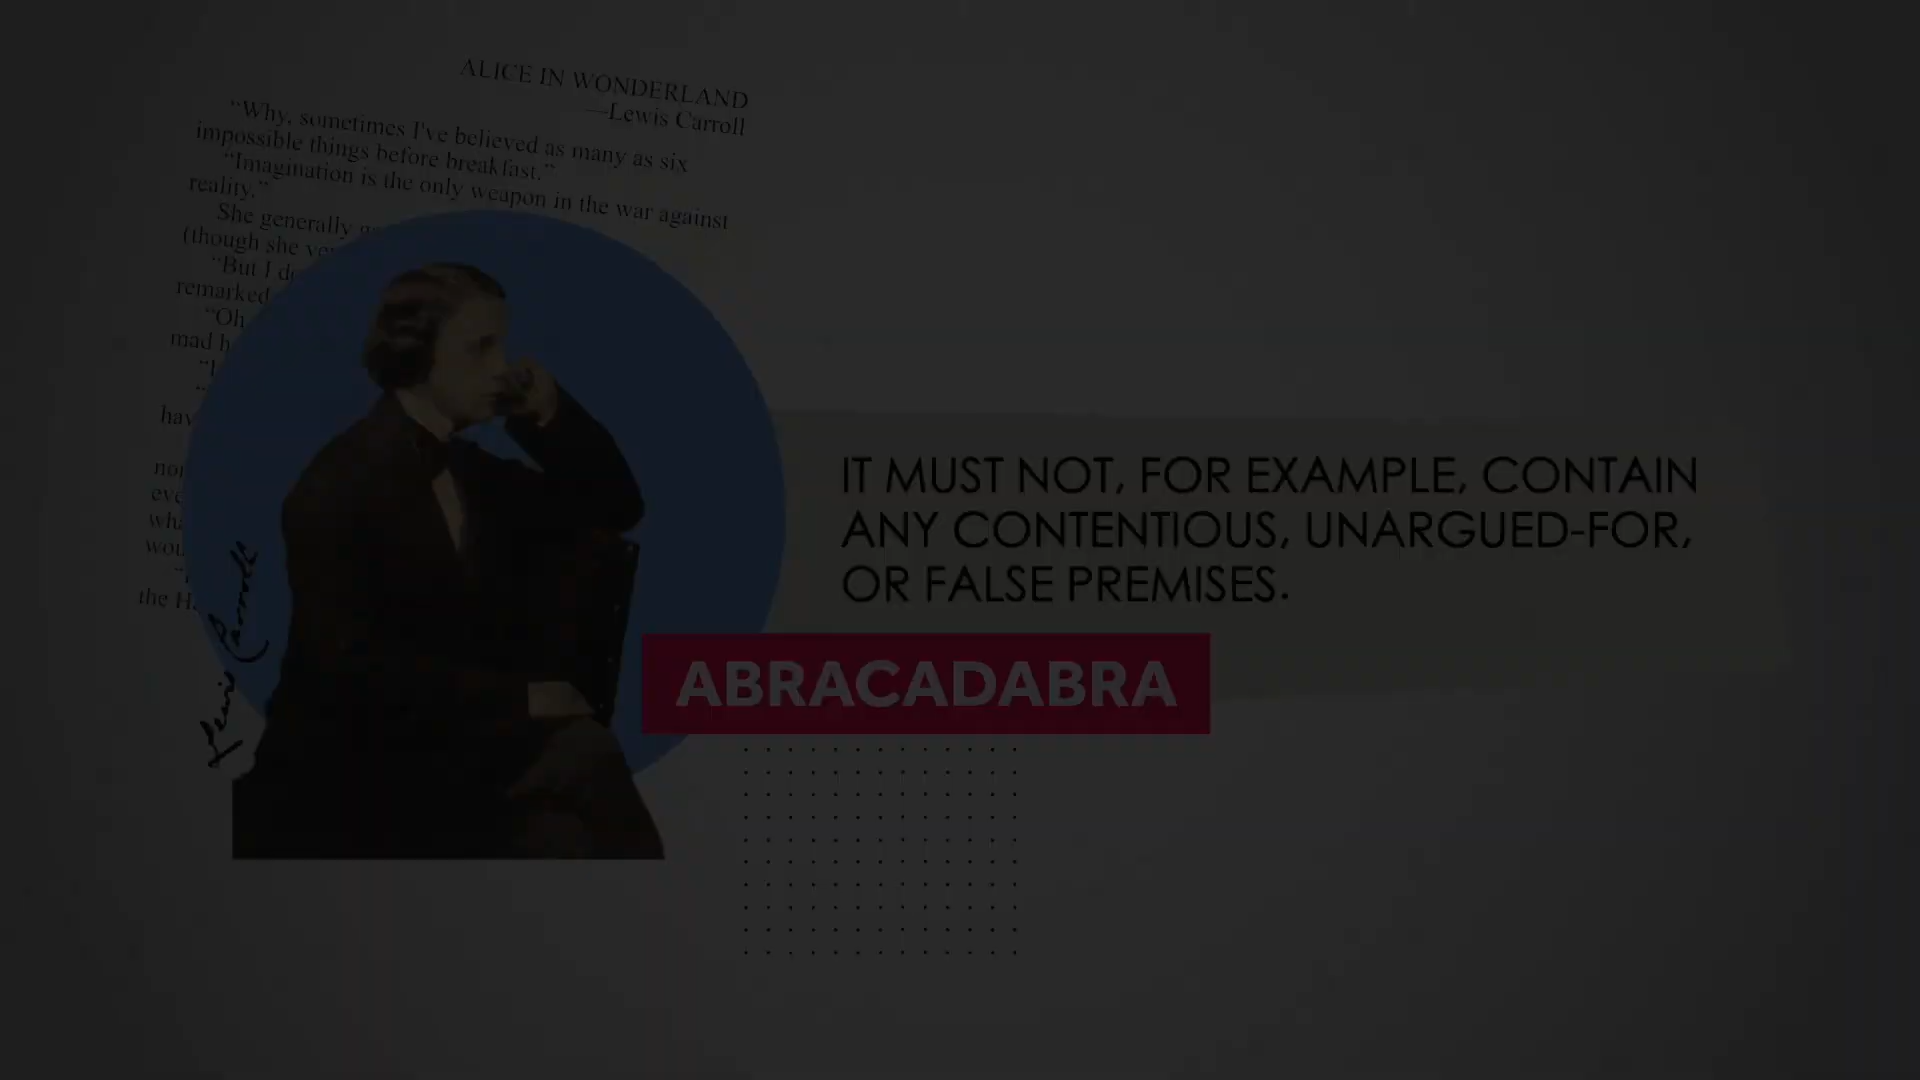 ALICE IN WONDERLAND
—Lewis Carroll
“Why, sometimes I've believed as many as six
impossible things before breakfast.”
“Imagination is the only weapon in the war against
reality.”
She generally
(though she
“But I
remarked
“Oh
mad
the
Lewis Carroll
IT MUST NOT, FOR EXAMPLE, CONTAIN
ANY CONTENTIOUS, UNARGUED-FOR,
OR FALSE PREMISES.
ABRACADABRA